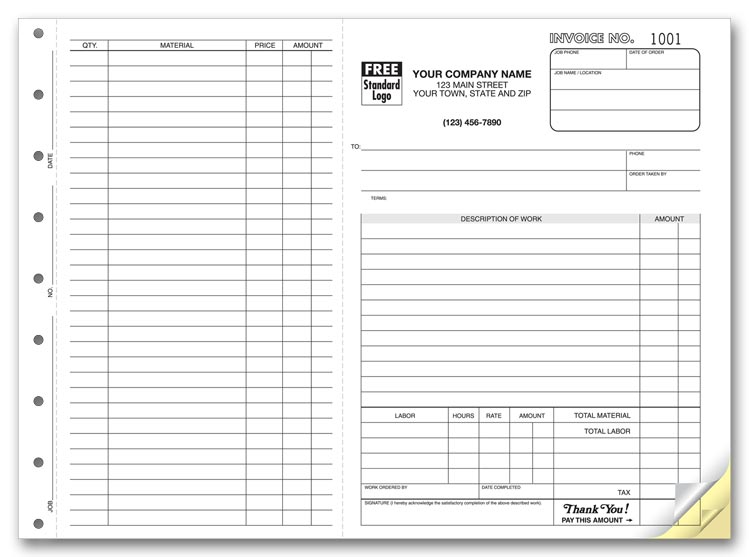 DATE
NO.
JOB
QTY. MATERIAL PRICE AMOUNT
INVOICE NO. 1001
JOB PHONE DATE OF ORDER
JOB NAME / LOCATION
FREE
Standard
Logo
YOUR COMPANY NAME
123 MAIN STREET
YOUR TOWN, STATE AND ZIP
(123) 456-7890
TO:
PHONE
ORDER TAKEN BY
TERMS:
DESCRIPTION OF WORK AMOUNT
LABOR HOURS RATE AMOUNT TOTAL MATERIAL
TOTAL LABOR
WORK ORDERED BY DATE COMPLETED
TAX
SIGNATURE (I hereby acknowledge the satisfactory completion of the above described work).
Thank You!
PAY THIS AMOUNT →